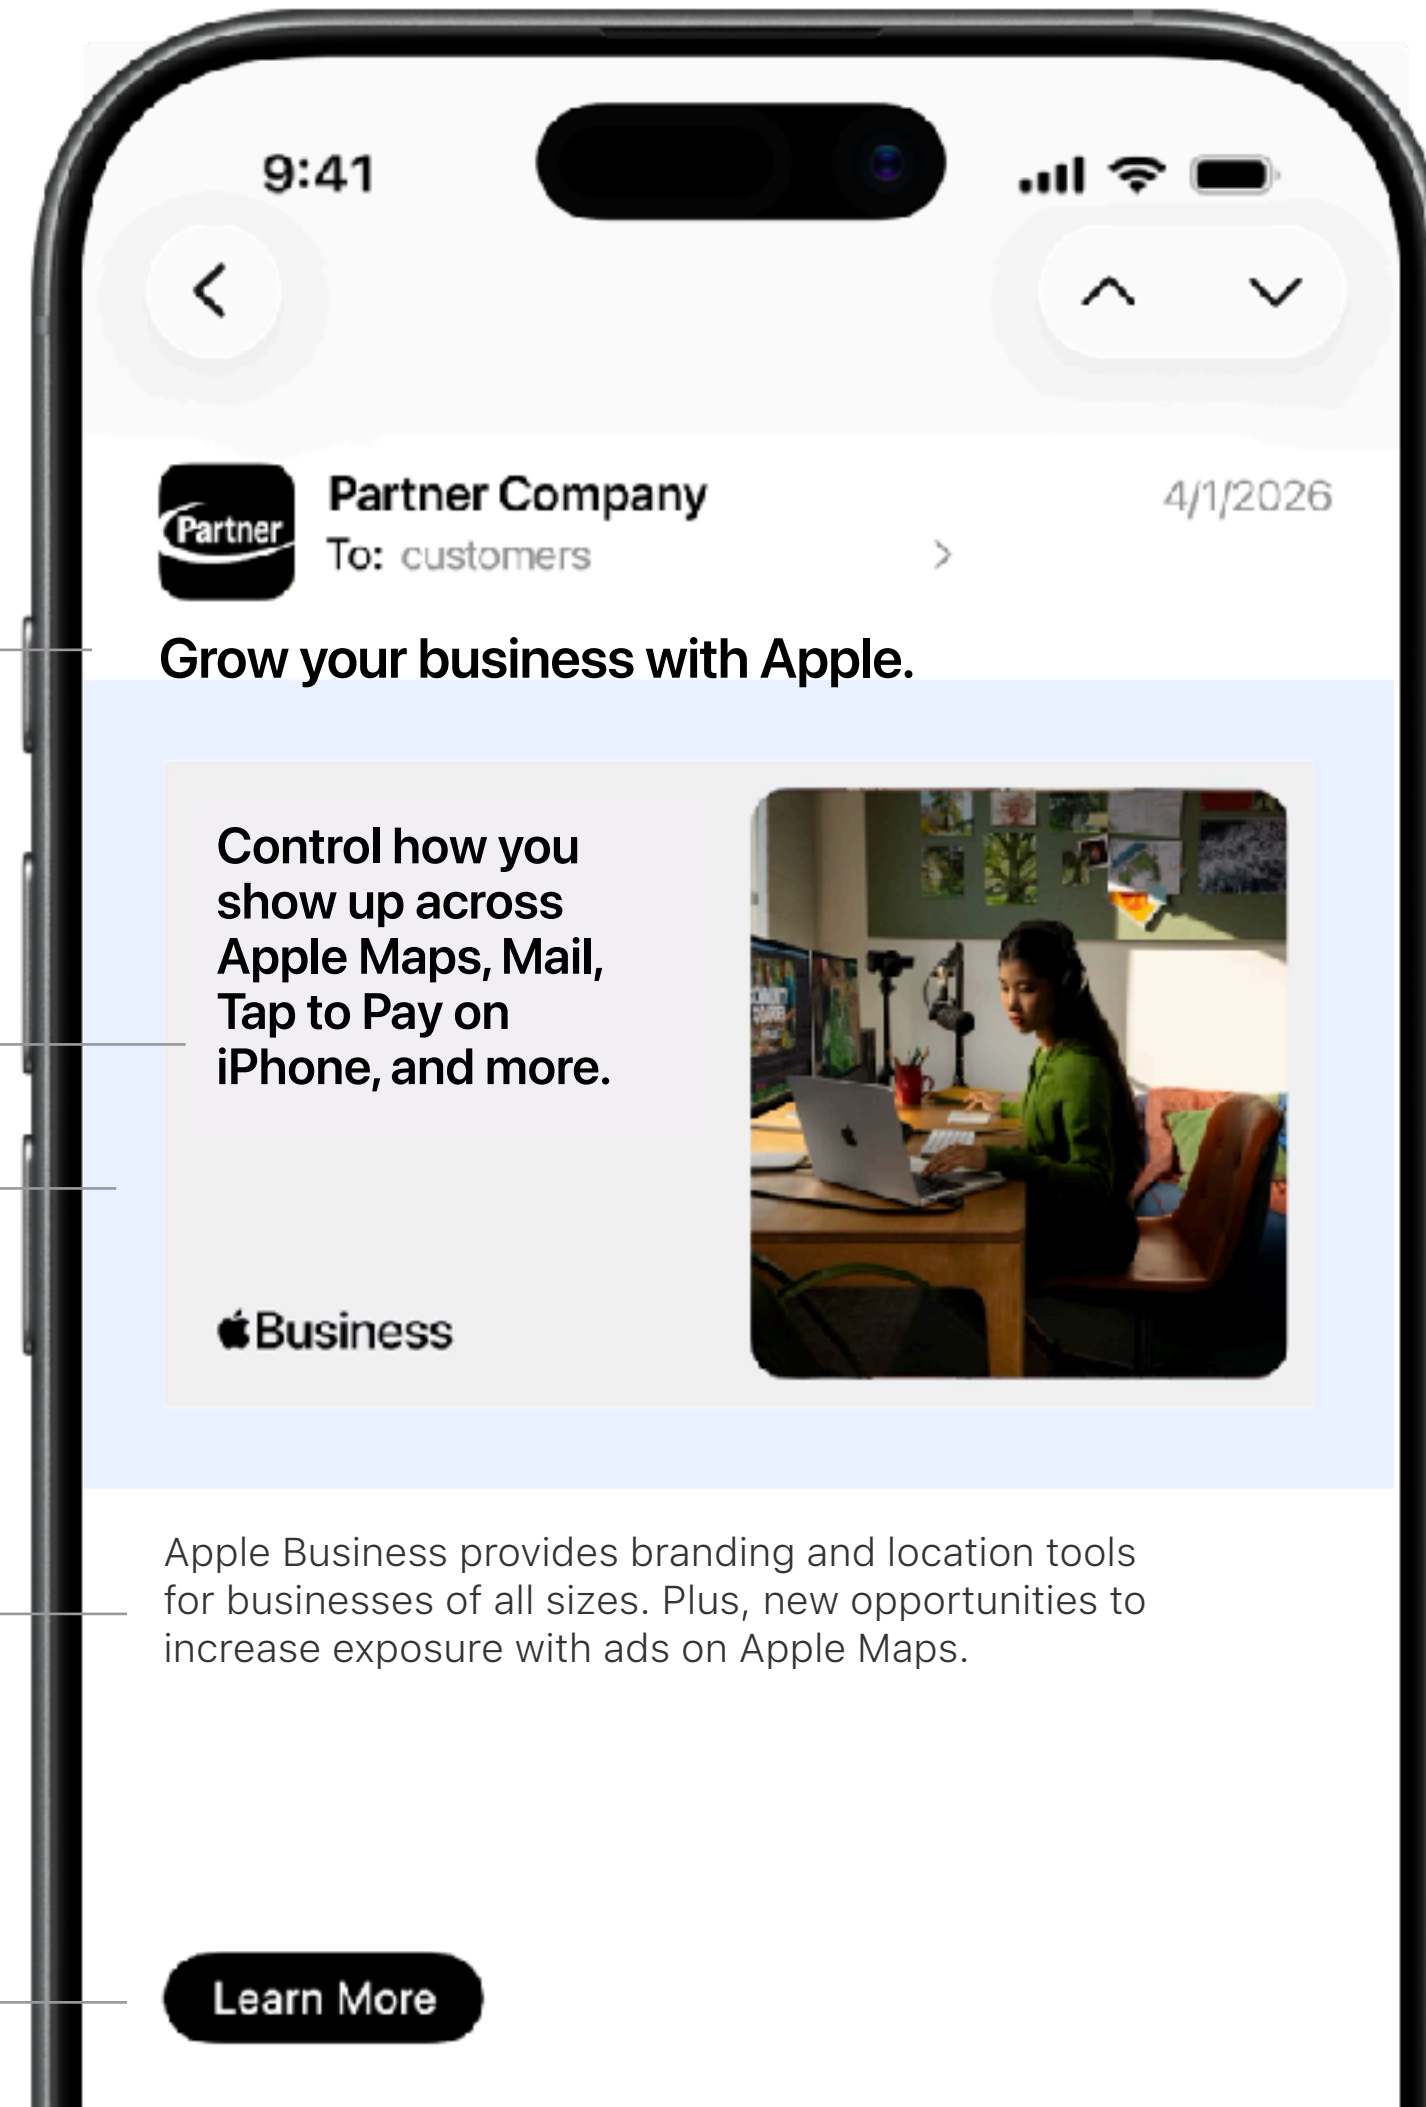 9:41
Partner
Partner Company
4/1/2026
To: customers
Grow your business with Apple.
Control how you
show up across
Apple Maps, Mail,
Tap to Pay on
iPhone, and more.
Business
Apple Business provides branding and location tools
for businesses of all sizes. Plus, new opportunities to
increase exposure with ads on Apple Maps.
Learn More